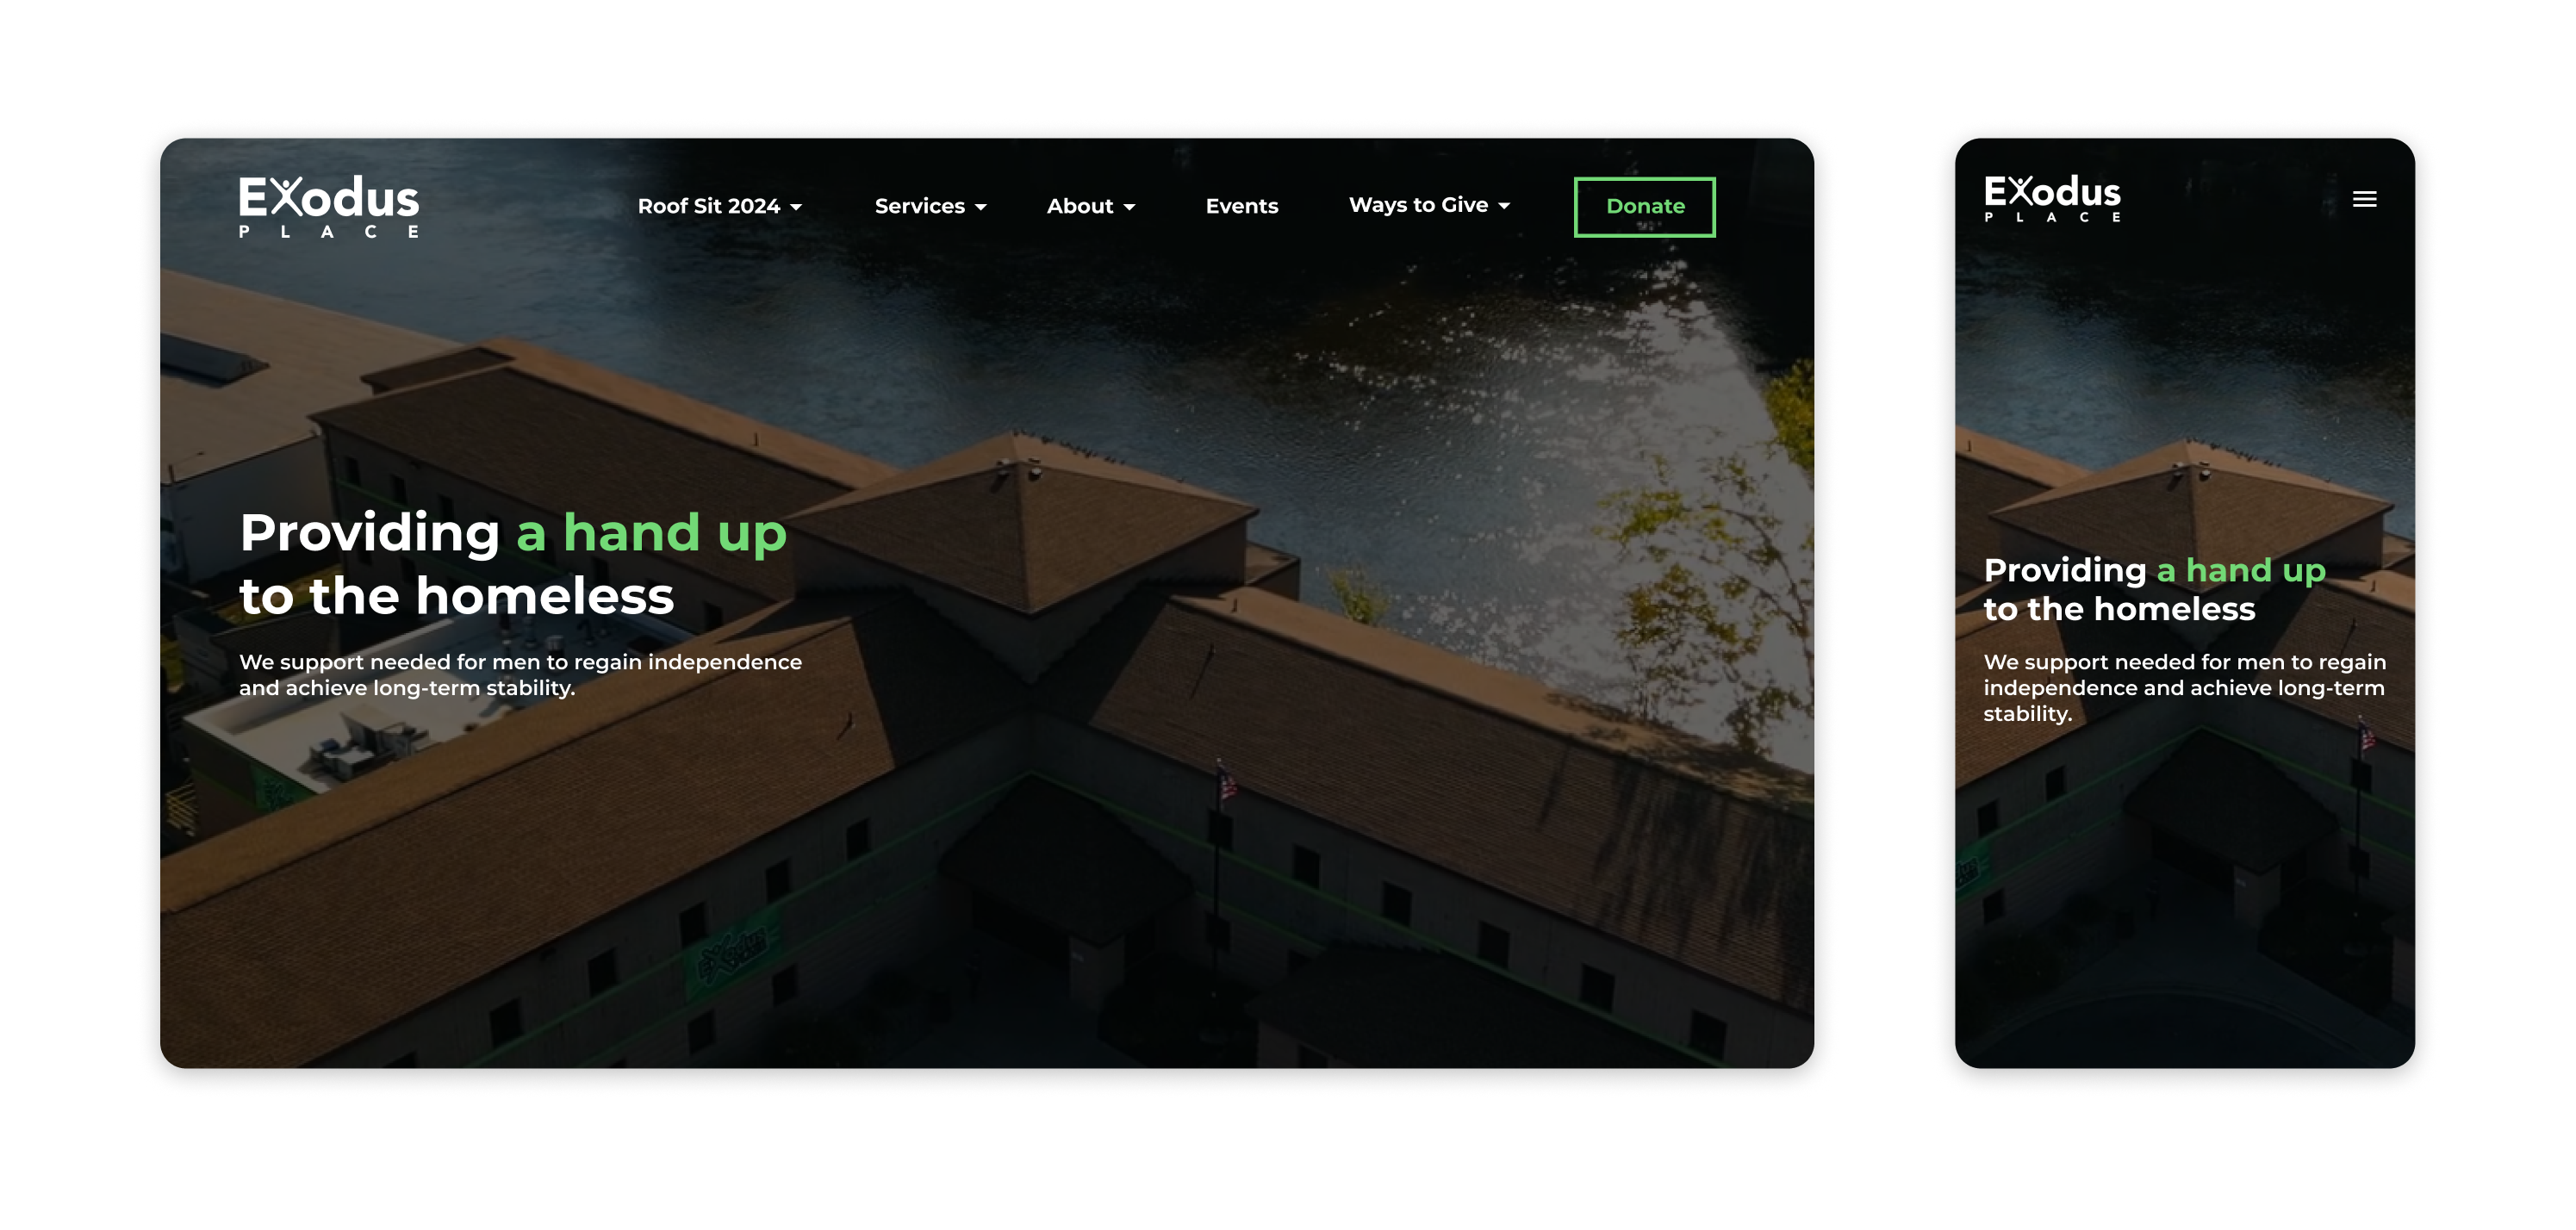 EXodus
PLACE
Roof Sit 2024
Services
About
Events
Ways to Give
Donate
Providing a hand up
to the homeless
We support needed for men to regain independence
and achieve long-term stability.
EXodus
PLACE
Providing a hand up
to the homeless
We support needed for men to regain
independence and achieve long-term
stability.